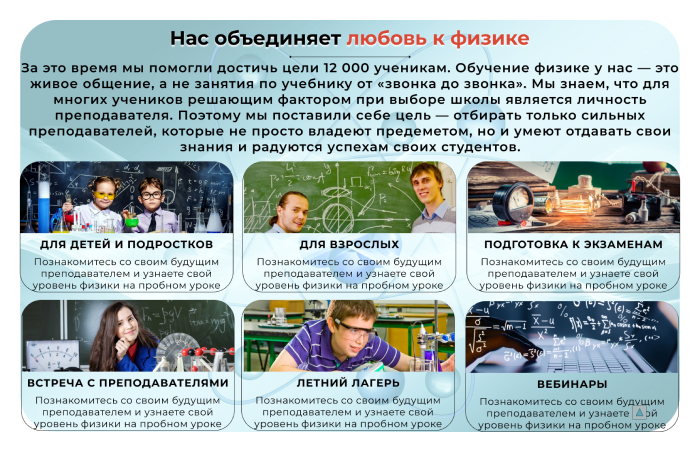 Нас объединяет любовь к физике
За это время мы помогли достичь цели 12 000 ученикам. Обучение физике у нас — это
живое общение, а не занятия по учебнику от «звонка до звонка». Мы знаем, что для
многих учеников решающим фактором при выборе школы является личность
преподавателя. Поэтому мы поставили себе цель — отбирать только сильных
преподавателей, которые не просто владеют предеметом, но и умеют отдавать свои
знания и радуются успехам своих студентов.
ДЛЯ ДЕТЕЙ И ПОДРОСТКОВ
Познакомитесь со своим будущим
преподавателем и узнаете свой
уровень физики на пробном уроке
ДЛЯ ВЗРОСЛЫХ
Познакомитесь со своим будущим
преподавателем и узнаете свой
уровень физики на пробном уроке
ПОДГОТОВКА К ЭКЗАМЕНАМ
Познакомитесь со своим будущим
преподавателем и узнаете свой
уровень физики на пробном уроке
ВСТРЕЧА С ПРЕПОДАВАТЕЛЯМИ
Познакомитесь со своим будущим
преподавателем и узнаете свой
уровень физики на пробном уроке
ЛЕТНИЙ ЛАГЕРЬ
Познакомитесь со своим будущим
преподавателем и узнаете свой
уровень физики на пробном уроке
ВЕБИНАРЫ
Познакомитесь со своим будущим
преподавателем и узнаете
уровень физики на пробном уроке